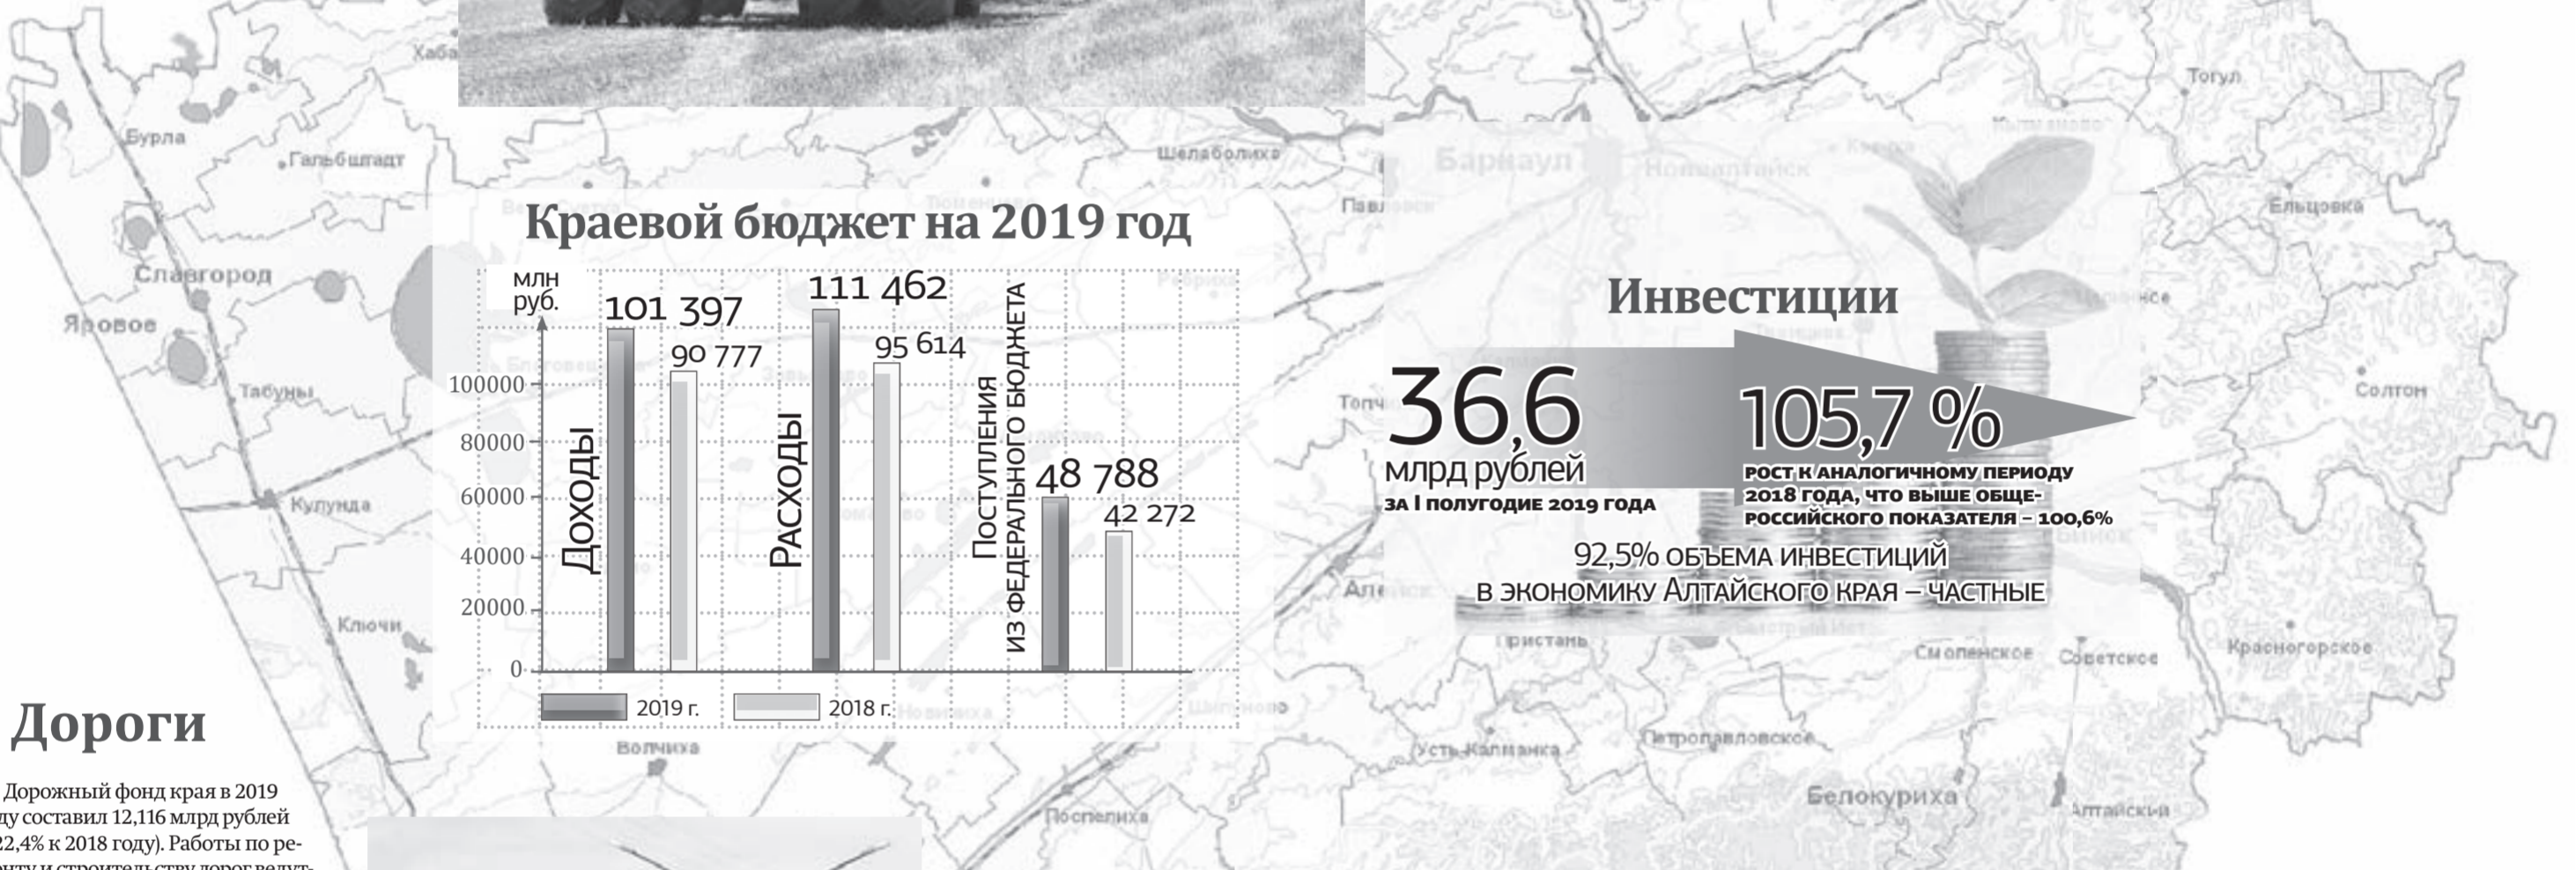 Хаба
Тогул
Бурла
Гальбштадт
Шелаболиха
Барнаул
Новоалтайск
Ельцовка
Славгород
Яровое
Табуны
Кулунда
Ключи
Солтон
Краевой бюджет на 2019 год
млн
руб.
101 397
90 777
111 462
95 614
48 788
42 272
100000
80000
60000
40000
20000
0
Доходы
Расходы
Поступления
из федерального бюджета
2019 г.
2018 г.
Инвестиции
36,6
млрд рублей
за I полугодие 2019 года
105,7 %
рост к аналогичному периоду
2018 года, что выше обще-
российского показателя – 100,6%
92,5% объема инвестиций
в экономику Алтайского края – частные
Пристань
Смоленское
Советское
Красногорское
Волчиха
Усть-Калманка
Петропавловское
Белокуриха
Алтайский
Поспелиха
Дороги
Дорожный фонд края в 2019
ду составил 12,116 млрд рублей
22,4% к 2018 году). Работы по ре-
онту и строительству дорог ведут-